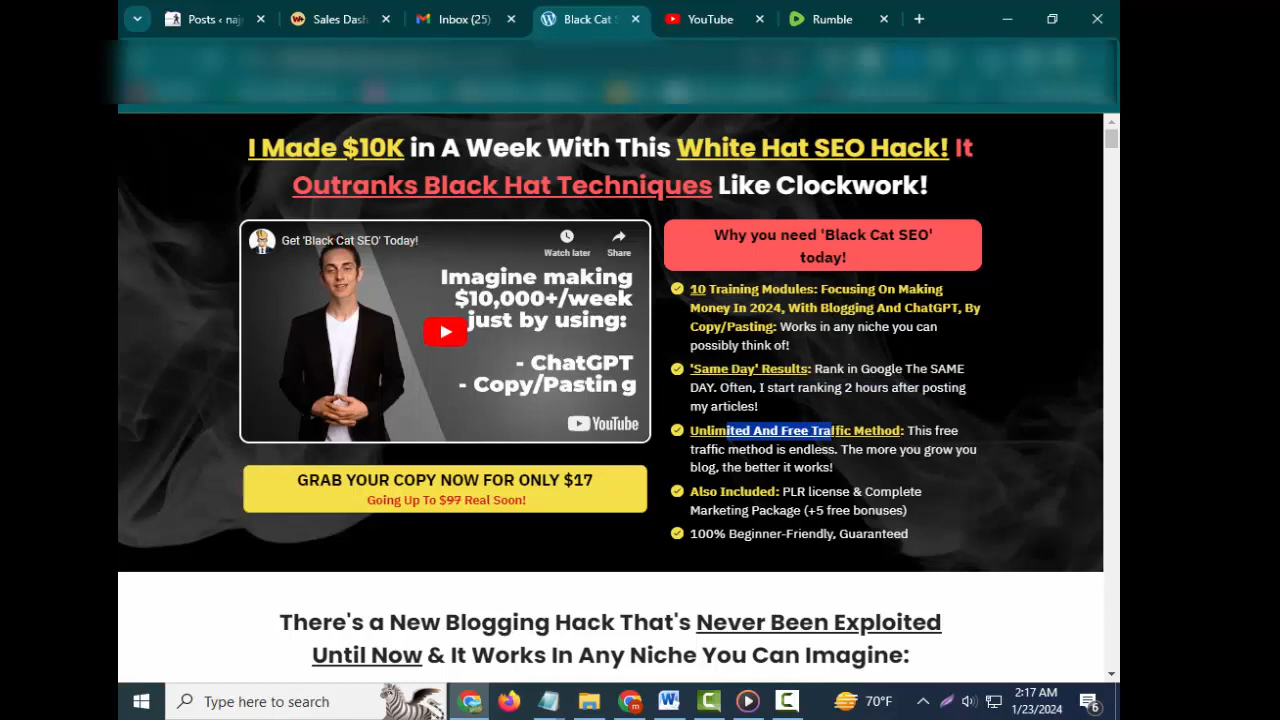 Posts ‹ naj
Sales Dash
Inbox (25)
Black Cat S
YouTube
Rumble
I Made $10K in A Week With This White Hat SEO Hack! It
Outranks Black Hat Techniques Like Clockwork!
Get 'Black Cat SEO' Today!
Watch later
Share
Imagine making
$10,000+/week
just by using:
- ChatGPT
- Copy/Pasting
YouTube
GRAB YOUR COPY NOW FOR ONLY $17
Going Up To $97 Real Soon!
Why you need 'Black Cat SEO'
today!
10 Training Modules: Focusing On Making
Money In 2024, With Blogging And ChatGPT, By
Copy/Pasting: Works in any niche you can
possibly think of!
'Same Day' Results: Rank in Google The SAME
DAY. Often, I start ranking 2 hours after posting
my articles!
Unlimited And Free Traffic Method: This free
traffic method is endless. The more you grow you
blog, the better it works!
Also Included: PLR license & Complete
Marketing Package (+5 free bonuses)
100% Beginner-Friendly, Guaranteed
There's a New Blogging Hack That's Never Been Exploited
Until Now & It Works In Any Niche You Can Imagine:
Type here to search
70°F
2:17 AM
1/23/2024
5